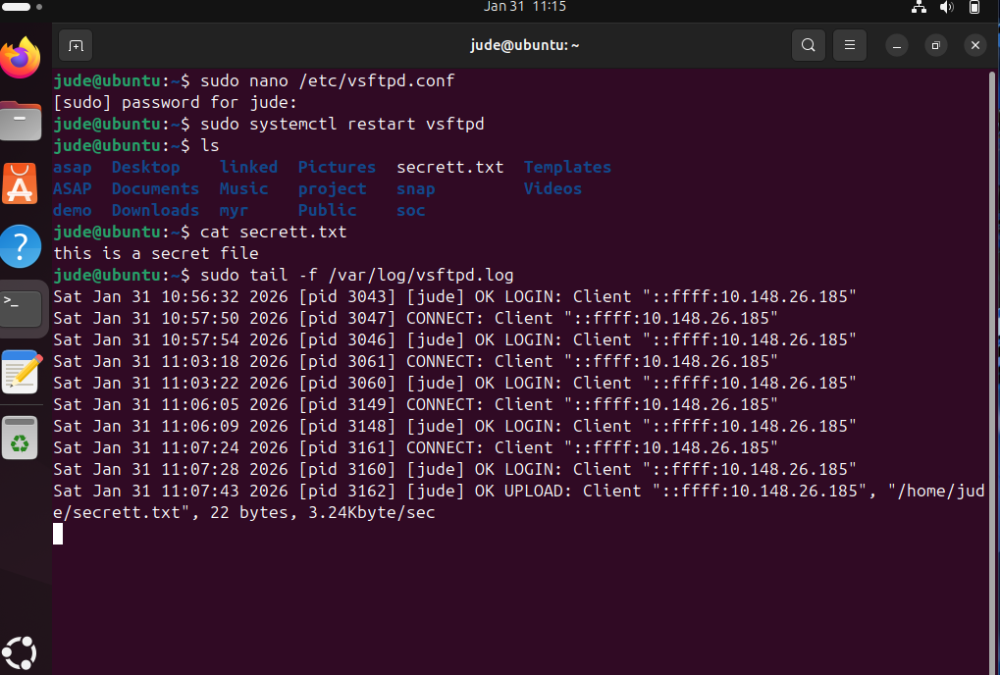 Jan 31 11:15
jude@ubuntu: ~
jude@ubuntu:~$ sudo nano /etc/vsftpd.conf
[sudo] password for jude:
jude@ubuntu:~$ sudo systemctl restart vsftpd
jude@ubuntu:~$ ls
asap Desktop linked Pictures secrett.txt Templates
ASAP Documents Music project snap Videos
demo Downloads myr Public soc
jude@ubuntu:~$ cat secrett.txt
this is a secret file
jude@ubuntu:~$ sudo tail -f /var/log/vsftpd.log
Sat Jan 31 10:56:32 2026 [pid 3043] [jude] OK LOGIN: Client "::ffff:10.148.26.185"
Sat Jan 31 10:57:50 2026 [pid 3047] CONNECT: Client "::ffff:10.148.26.185"
Sat Jan 31 10:57:54 2026 [pid 3046] [jude] OK LOGIN: Client "::ffff:10.148.26.185"
Sat Jan 31 11:03:18 2026 [pid 3061] CONNECT: Client "::ffff:10.148.26.185"
Sat Jan 31 11:03:22 2026 [pid 3060] [jude] OK LOGIN: Client "::ffff:10.148.26.185"
Sat Jan 31 11:06:05 2026 [pid 3149] CONNECT: Client "::ffff:10.148.26.185"
Sat Jan 31 11:06:09 2026 [pid 3148] [jude] OK LOGIN: Client "::ffff:10.148.26.185"
Sat Jan 31 11:07:24 2026 [pid 3161] CONNECT: Client "::ffff:10.148.26.185"
Sat Jan 31 11:07:28 2026 [pid 3160] [jude] OK LOGIN: Client "::ffff:10.148.26.185"
Sat Jan 31 11:07:43 2026 [pid 3162] [jude] OK UPLOAD: Client "::ffff:10.148.26.185", "/home/jud
e/secrett.txt", 22 bytes, 3.24Kbyte/sec